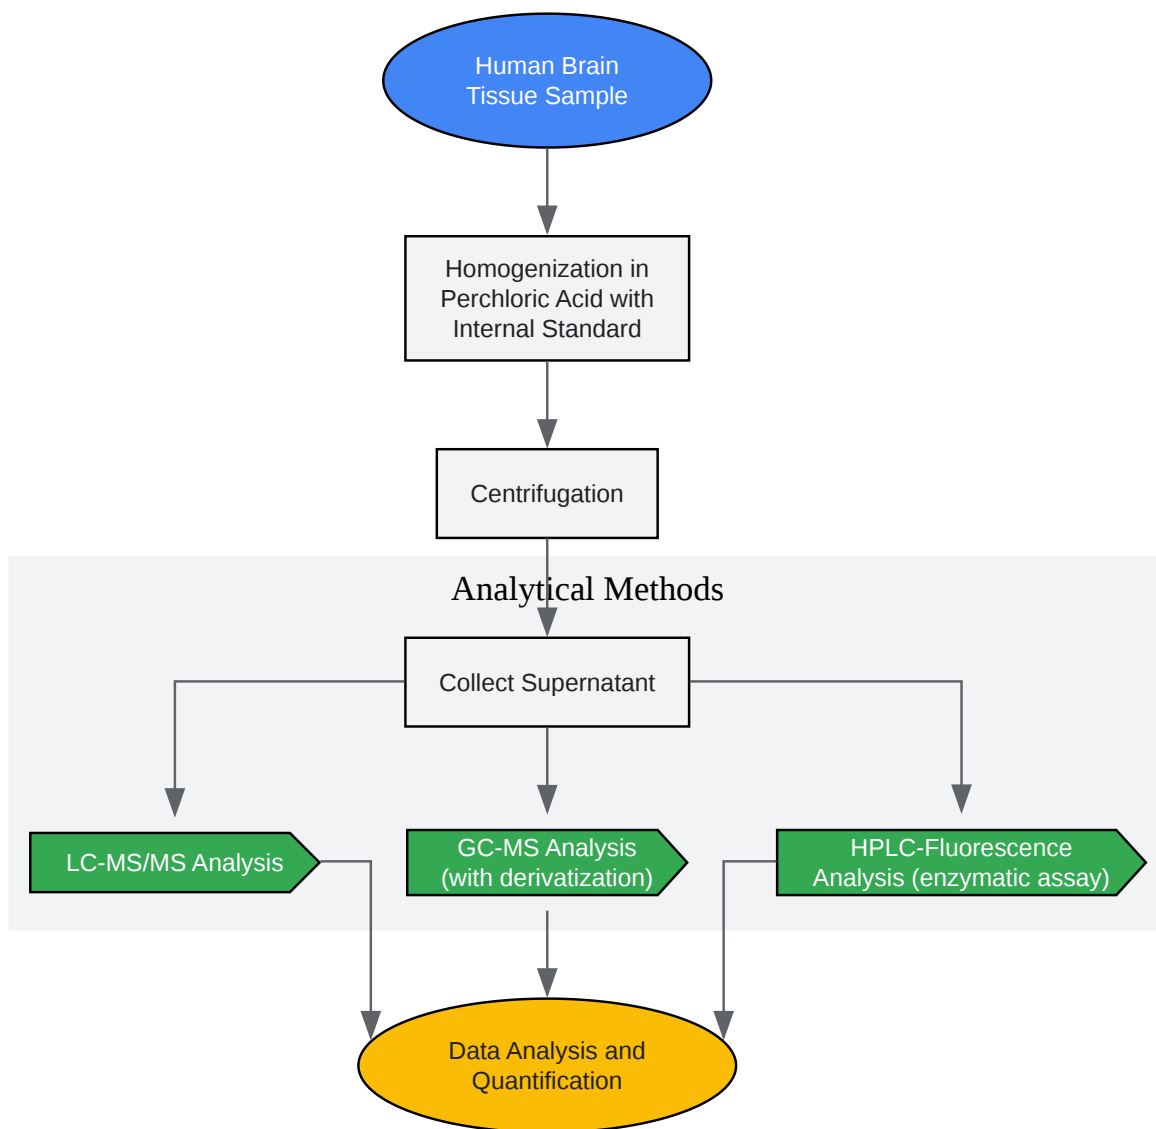 Human Brain
Tissue Sample
Homogenization in
Perchloric Acid with
Internal Standard
Centrifugation
Analytical Methods
Collect Supernatant
LC-MS/MS Analysis
GC-MS Analysis
(with derivatization)
HPLC-Fluorescence
Analysis (enzymatic assay)
Data Analysis and
Quantification